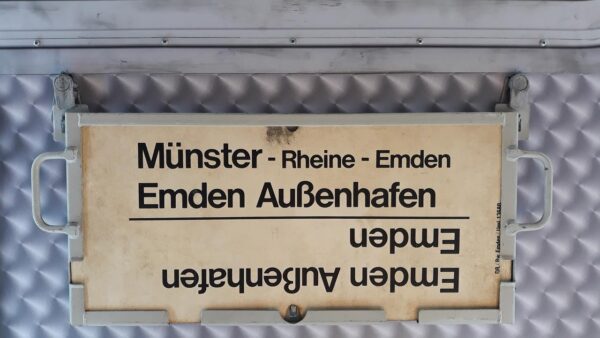 Münster - Rheine - Emden
Emden Außenhafen
Emden
Emden Außenhafen